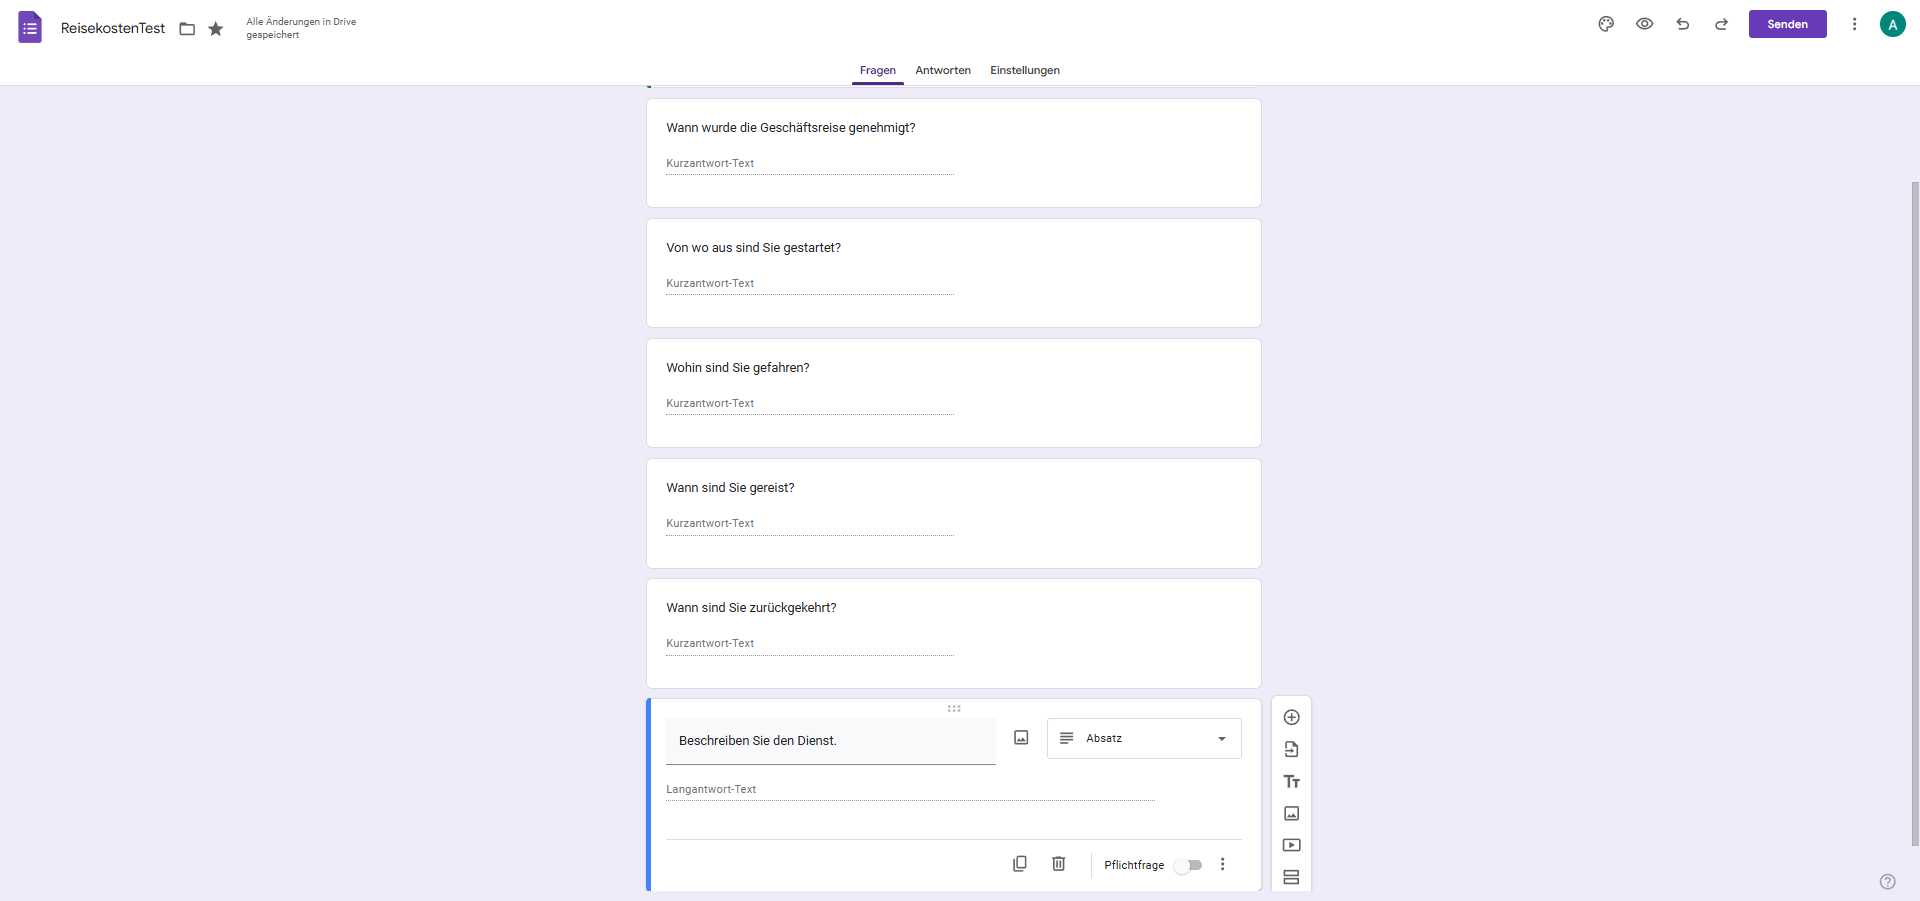 ReisekostenTest
Alle Änderungen in Drive
gespeichert
Senden
A
Fragen
Antworten
Einstellungen
Wann wurde die Geschäftsreise genehmigt?
Kurzantwort-Text
Von wo aus sind Sie gestartet?
Kurzantwort-Text
Wohin sind Sie gefahren?
Kurzantwort-Text
Wann sind Sie gereist?
Kurzantwort-Text
Wann sind Sie zurückgekehrt?
Kurzantwort-Text
Beschreiben Sie den Dienst.
Absatz
Langantwort-Text
Pflichtfrage